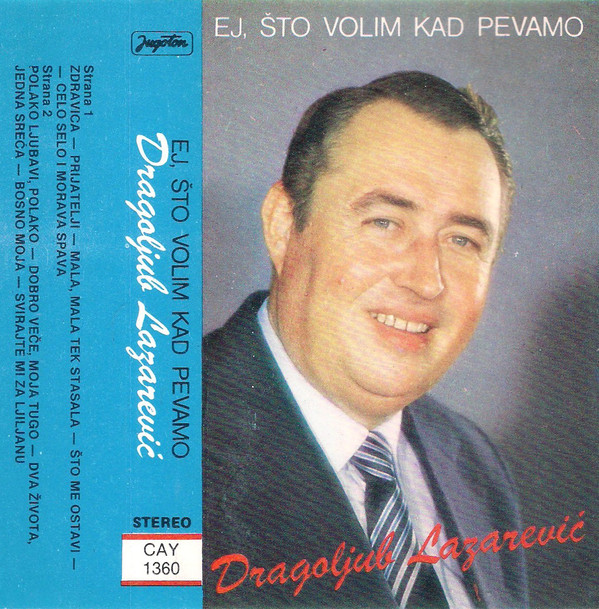 EJ, ŠTO VOLIM KAD PEVAMO
Dragoljub Lazarević
Jugoton
EJ, ŠTO VOLIM KAD PEVAMO
Dragoljub Lazarević
STEREO
CAY
1360
Strana 1
ZDRAVICA — PRIJATELJI — MALA, MALA TEK STASALA — ŠTO ME OSTAVI —
— CELO SELO I MORAVA SPAVA
Strana 2
POLAKO LJUBAVI, POLAKO — DOBRO VEČE, MOJA TUGO — DVA ŽIVOTA,
JEDNA SREĆA — BOSNO MOJA — SVIRAJTE MI ZA LJILJANU